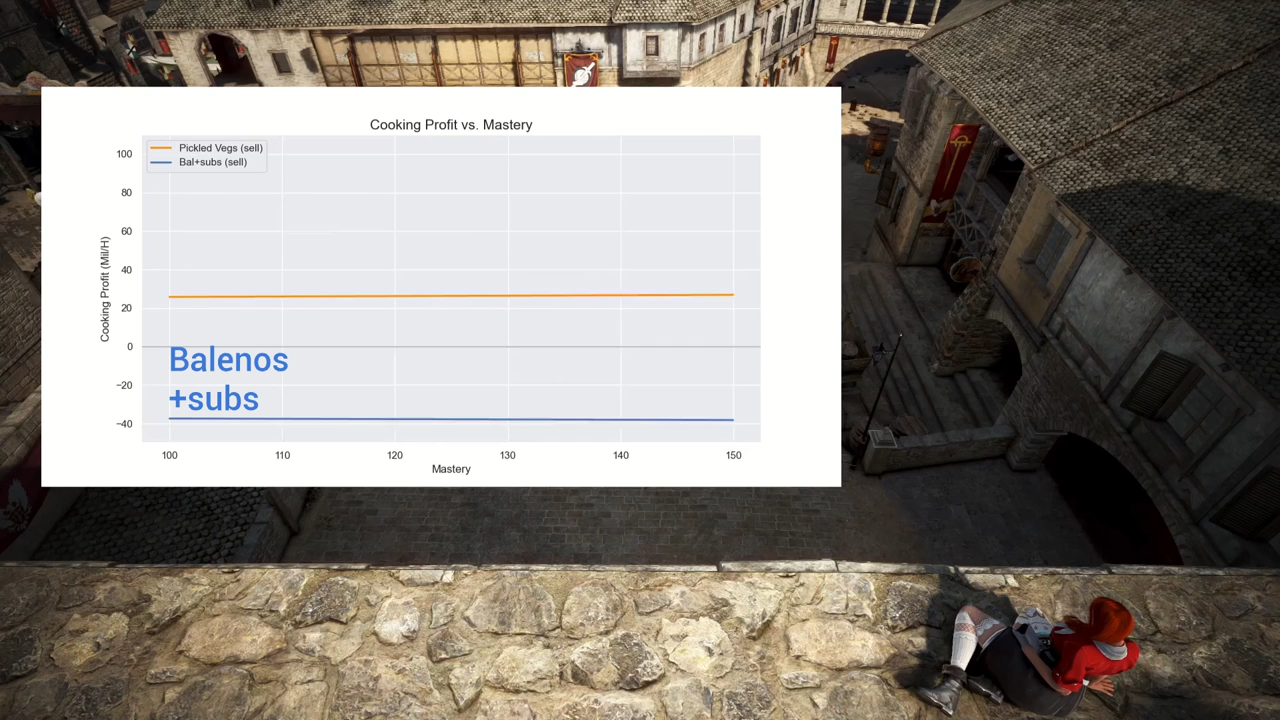 Cooking Profit vs. Mastery
Pickled Vegs (sell)
Bal+subs (sell)
Cooking Profit (Mil/H)
100
80
60
40
20
0
−20
−40
Balenos
+subs
100 110 120 130 140 150
Mastery